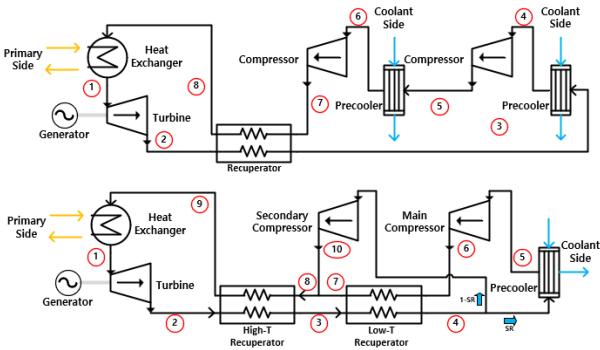 6
Coolant
Side
4
Coolant
Side
Primary
Side
Heat
Exchanger
Compressor
Compressor
1
8
7
Precooler
5
Precooler
3
Generator
Turbine
2
Recuperator
9
Primary
Side
Heat
Exchanger
Secondary
Compressor
Main
Compressor
10
6
5
Coolant
Side
1
Precooler
Generator
Turbine
8
7
1-SR
2
3
4
SR
High-T
Recuperator
Low-T
Recuperator